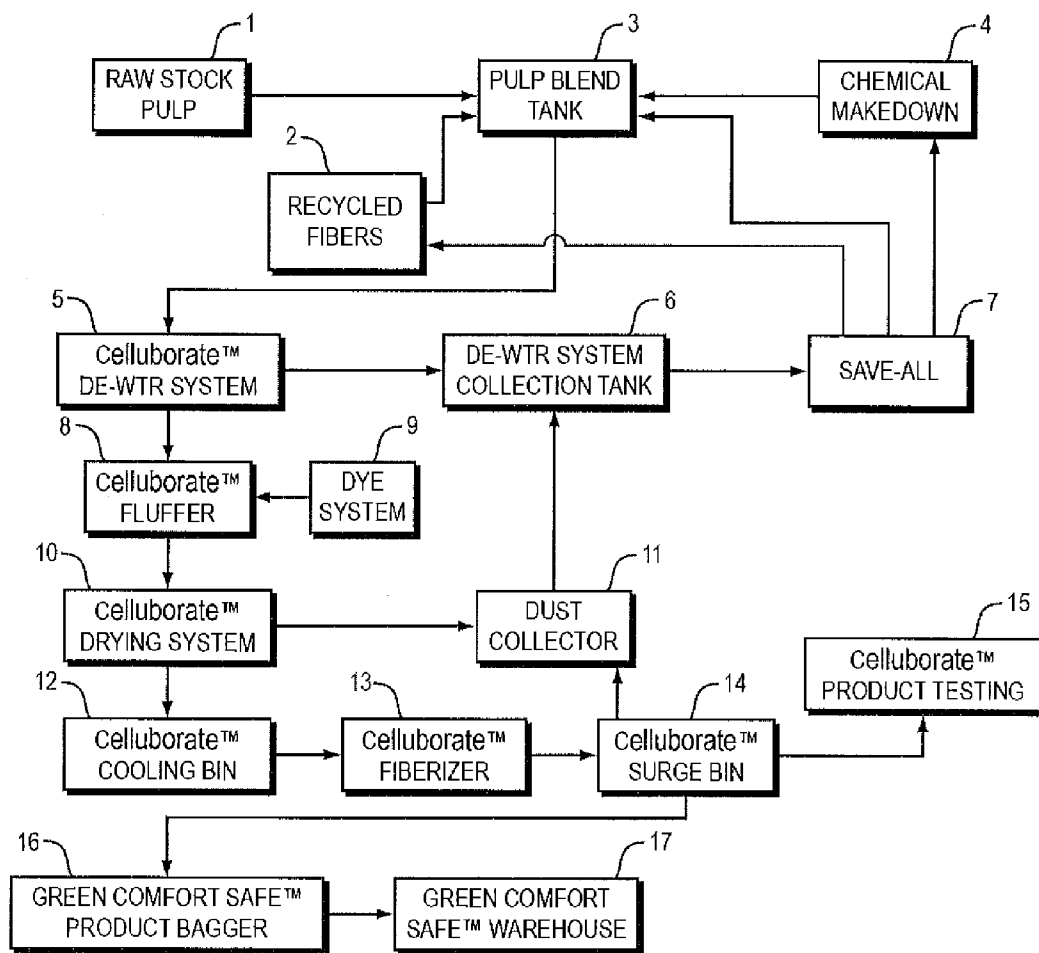 1
RAW STOCK
PULP
3
PULP BLEND
TANK
4
CHEMICAL
MAKEDOWN
2
RECYCLED
FIBERS
5
Celluborate™
DE-WTR SYSTEM
6
DE-WTR SYSTEM
COLLECTION TANK
7
SAVE-ALL
8
Celluborate™
FLUFFER
9
DYE
SYSTEM
10
Celluborate™
DRYING SYSTEM
11
DUST
COLLECTOR
15
Celluborate™
PRODUCT TESTING
12
Celluborate™
COOLING BIN
13
Celluborate™
FIBERIZER
14
Celluborate™
SURGE BIN
16
GREEN COMFORT SAFE™
PRODUCT BAGGER
17
GREEN COMFORT
SAFE™ WAREHOUSE